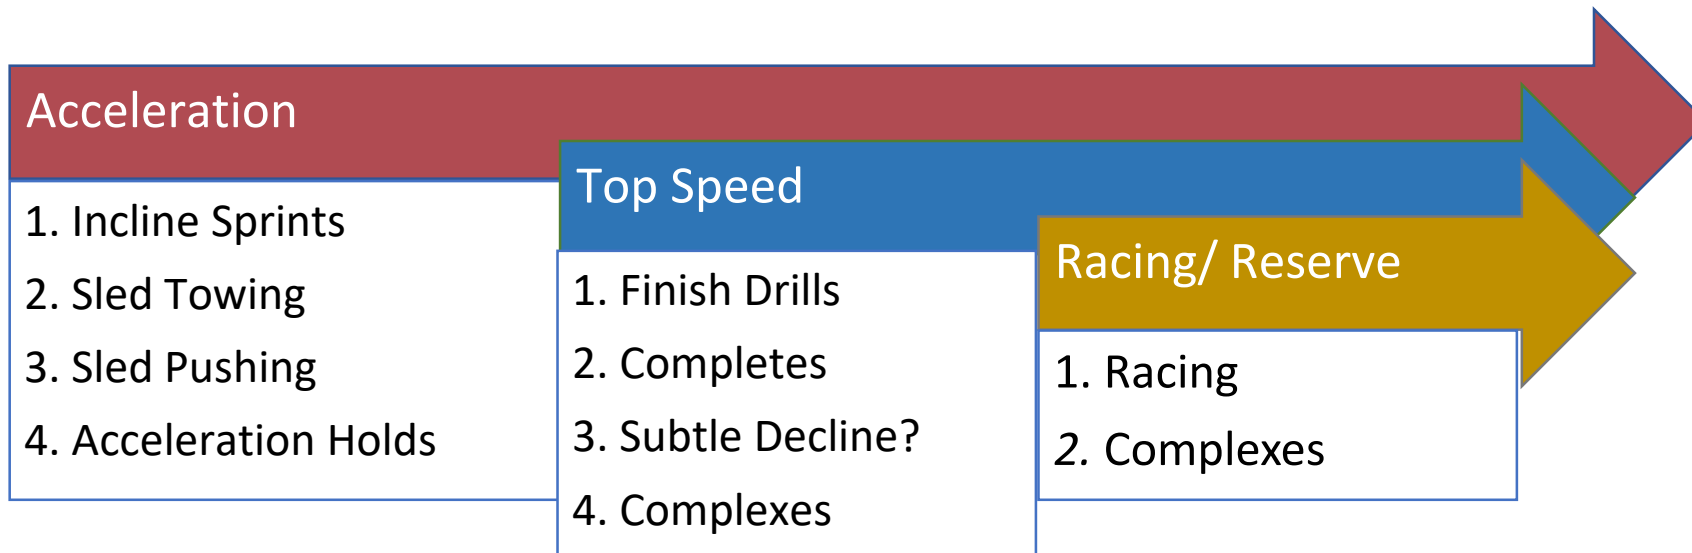 Acceleration
1. Incline Sprints
2. Sled Towing
3. Sled Pushing
4. Acceleration Holds
Top Speed
1. Finish Drills
2. Completes
3. Subtle Decline?
4. Complexes
Racing/ Reserve
1. Racing
2. Complexes